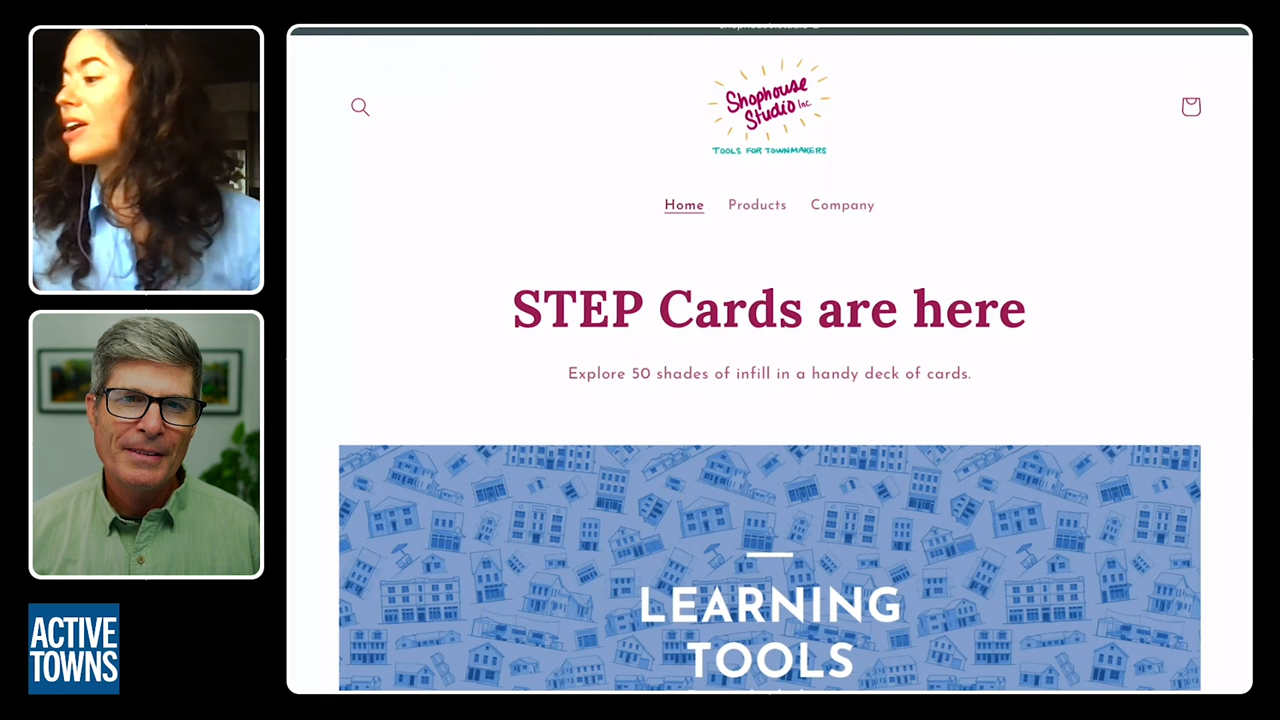 Shophouse
Studio Inc.
TOOLS FOR TOWNMAKERS
Home Products Company
STEP Cards are here
Explore 50 shades of infill in a handy deck of cards.
LEARNING
TOOLS
ACTIVE
TOWNS